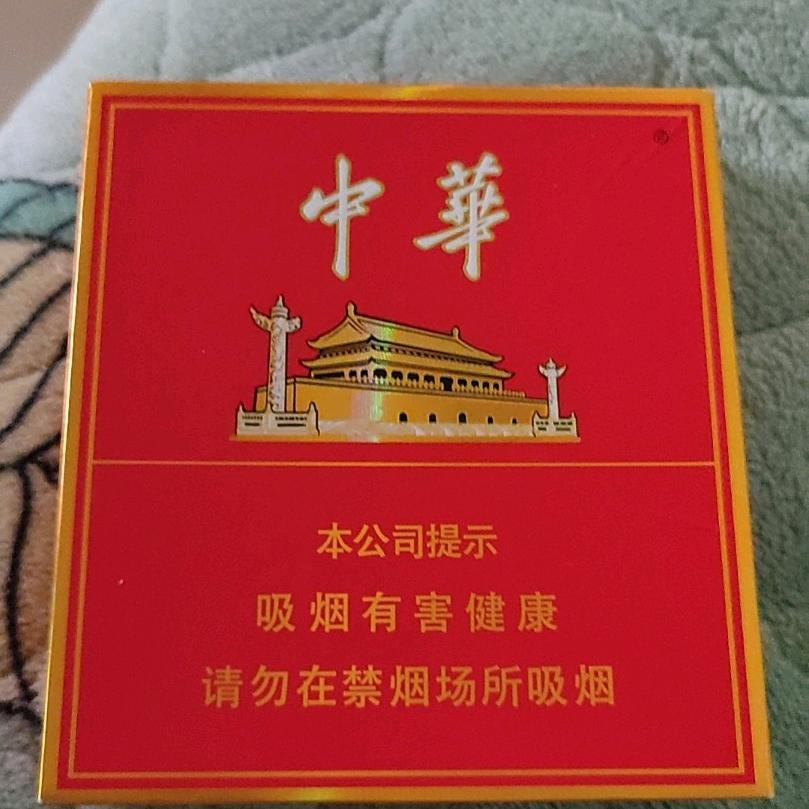 中華
®
本公司提示
吸烟有害健康
请勿在禁烟场所吸烟